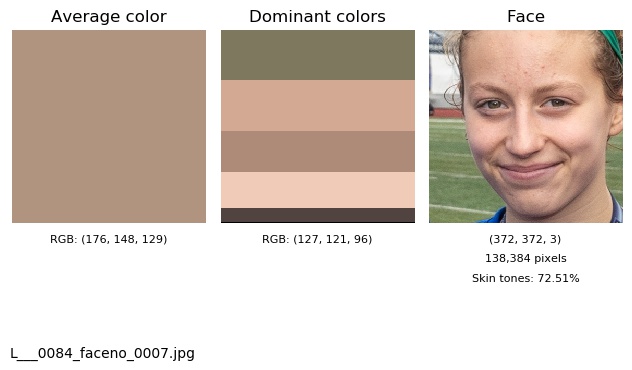 Average color
Dominant colors
Face
RGB: (176, 148, 129)
RGB: (127, 121, 96)
(372, 372, 3)
138,384 pixels
Skin tones: 72.51%
L___0084_faceno_0007.jpg